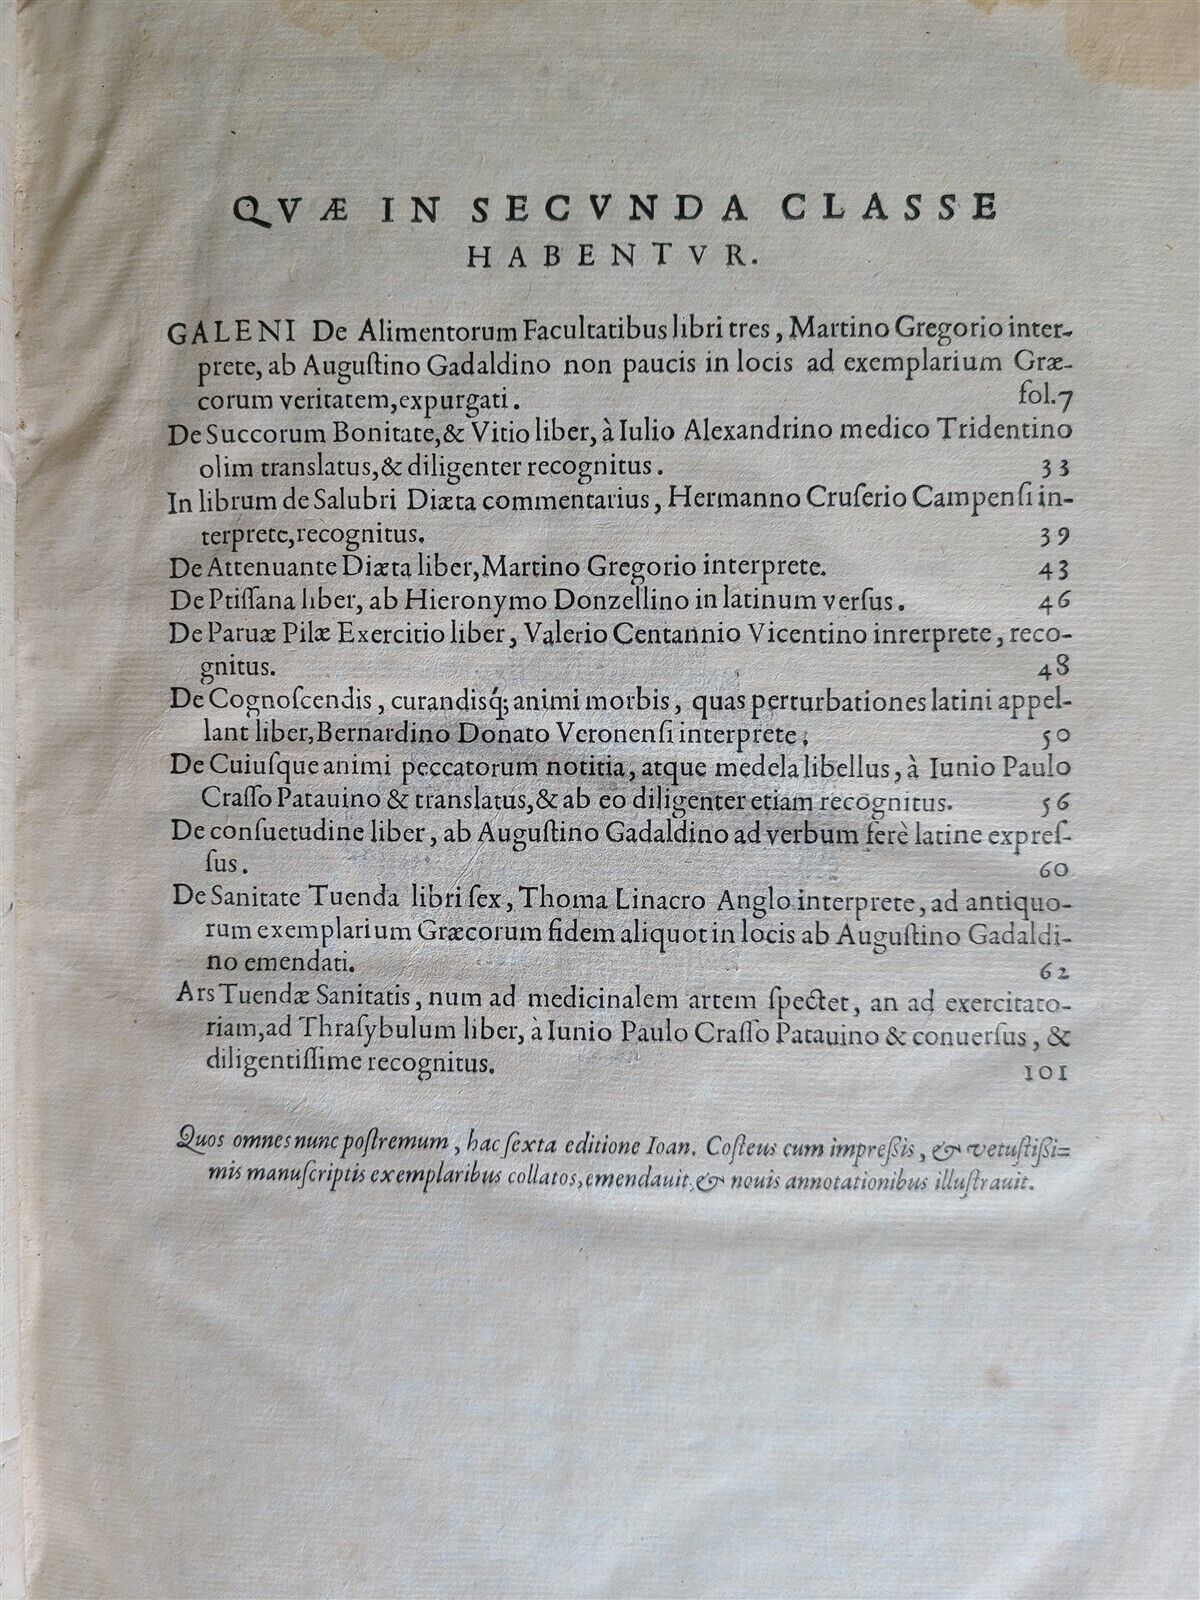 QVÆ IN SECVNDA CLASSE
HABENTVR.
GALENI De Alimentorum Facultatibus libri tres, Martino Gregorio inter-
prete, ab Auguſtino Gadaldino non paucis in locis ad exemplarium Græ-
corum veritatem, expurgati. fol.7
De Succorum Bonitate, & Vitio liber, à Iulio Alexandrino medico Tridentino
olim translatus, & diligenter recognitus. 33
In librum de Salubri Diæta commentarius, Hermanno Cruſerio Campenſi in-
terprete, recognitus. 39
De Attenuante Diæta liber, Martino Gregorio interprete. 43
De Ptiſſana liber, ab Hieronymo Donzellino in latinum verſus. 46
De Paruæ Pilæ Exercitio liber, Valerio Centannio Vicentino inrerprete, reco-
gnitus. 48
De Cognoſcendis, curandisq́; animi morbis, quas perturbationes latini appel-
lant liber, Bernardino Donato Veronenſi interprete. 50
De Cuiuſque animi peccatorum notitia, atque medela libellus, à Iunio Paulo
Craſſo Patauino & translatus, & ab eo diligenter etiam recognitus. 56
De conſuetudine liber, ab Auguſtino Gadaldino ad verbum ferè latine expreſ-
ſus. 60
De Sanitate Tuenda libri ſex, Thoma Linacro Anglo interprete, ad antiquo-
rum exemplarium Græcorum fidem aliquot in locis ab Auguſtino Gadaldi-
no emendati. 62
Ars Tuendæ Sanitatis, num ad medicinalem artem ſpectet, an ad exercitato-
riam, ad Thraſybulum liber, à Iunio Paulo Craſſo Patauino & conuerſus, &
diligentiſſime recognitus. 101
Quos omnes nunc poſtremum, hac ſexta editione Ioan. Coſteus cum impreſsis, & vetuſtiſsi=
mis manuſcriptis exemplaribus collatos, emendauit, & nouis annotationibus illuſtrauit.